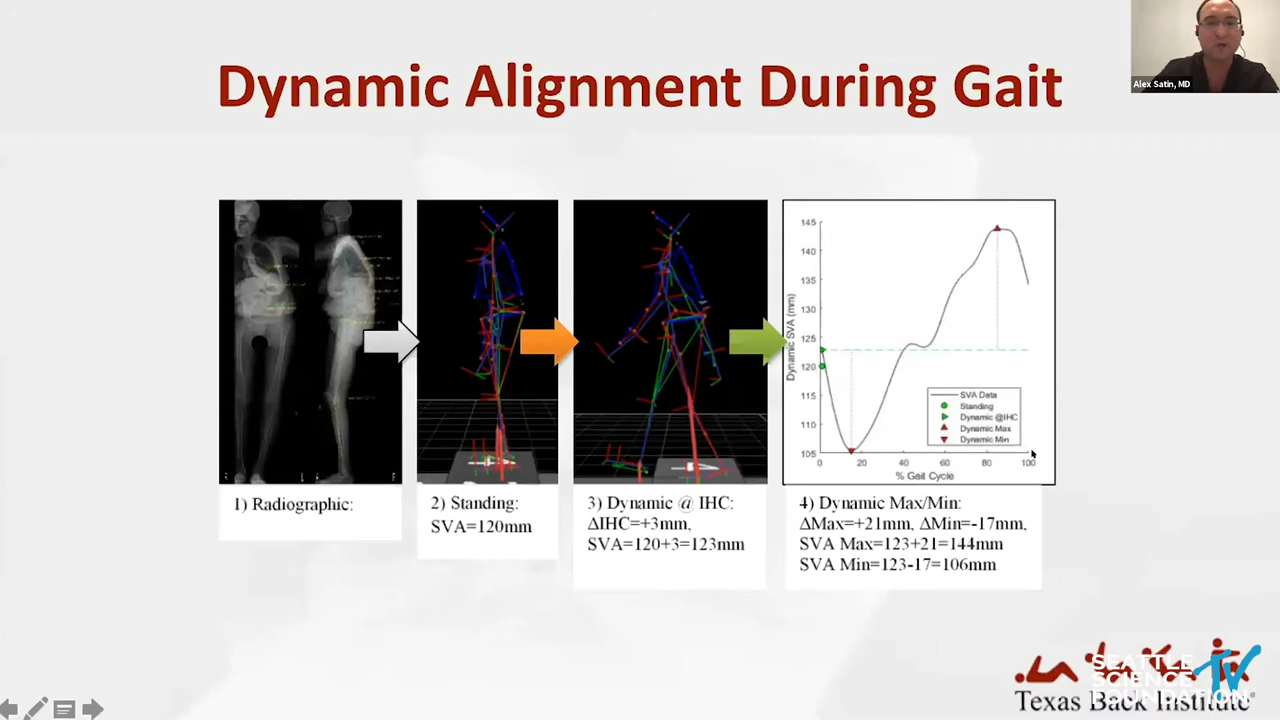 Dynamic Alignment During Gait
Alex Satin, MD
1) Radiographic:
2) Standing:
SVA=120mm
3) Dynamic @ IHC:
ΔIHC=+3mm,
SVA=120+3=123mm
145
140
135
130
125
120
115
110
105
Dynamic SVA (mm)
0 20 40 60 80 100
% Gait Cycle
SVA Data
Standing
Dynamic @IHC
Dynamic Max
Dynamic Min
4) Dynamic Max/Min:
ΔMax=+21mm, ΔMin=-17mm,
SVA Max=123+21=144mm
SVA Min=123-17=106mm
SEATTLE
SCIENCE
FOUNDATION
TV
Texas Back Institute